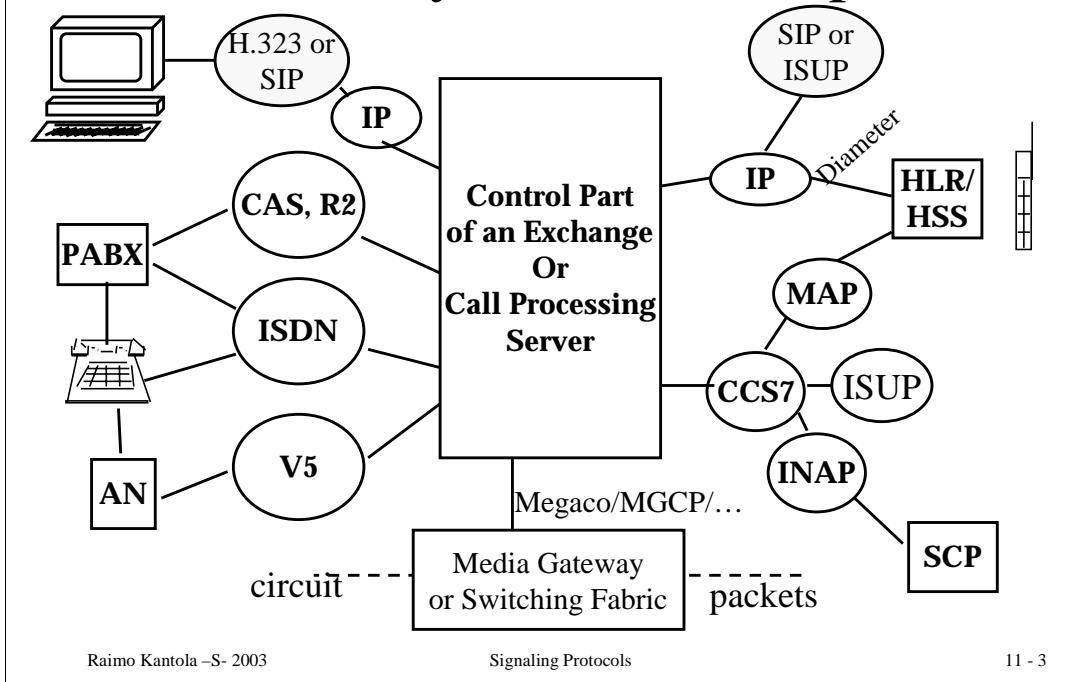 H.323 or
SIP
IP
SIP or
ISUP
IP
Diameter
HLR/
HSS
CAS, R2
PABX
ISDN
Control Part
of an Exchange
Or
Call Processing
Server
MAP
CCS7
ISUP
V5
AN
INAP
SCP
Megaco/MGCP/…
Media Gateway
or Switching Fabric
circuit
packets
Raimo Kantola –S- 2003
Signaling Protocols
11 - 3